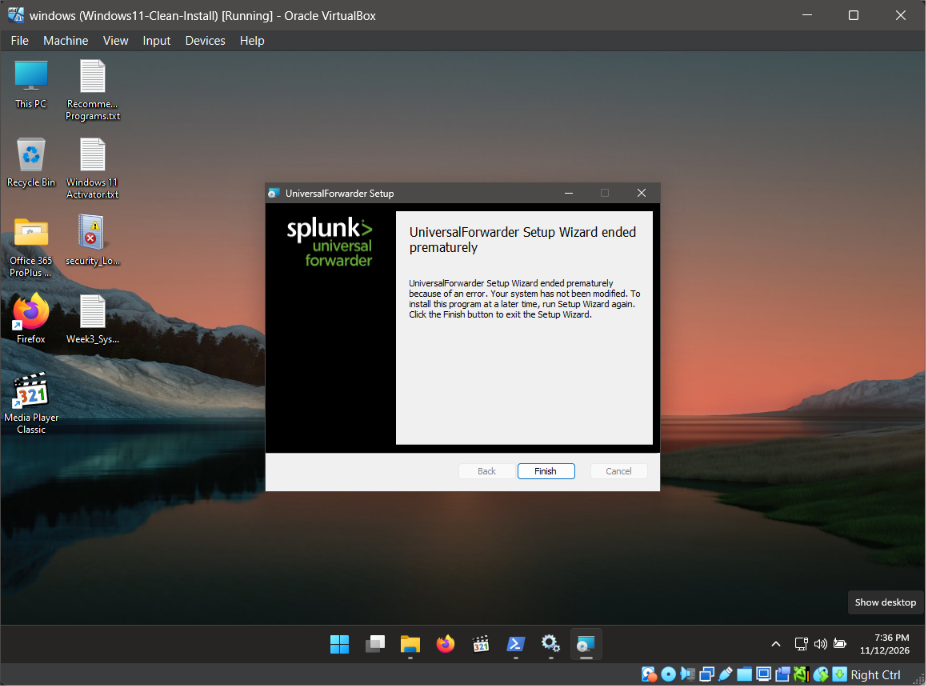 windows (Windows11-Clean-Install) [Running] - Oracle VirtualBox
File Machine View Input Devices Help
This PC
Recomme...
Programs.txt
Recycle Bin
Windows 11
Activator.txt
Office 365
ProPlus ...
security_Lo...
Firefox
Week3_Sys...
321
Media Player
Classic
UniversalForwarder Setup
splunk>
universal
forwarder
UniversalForwarder Setup Wizard ended
prematurely
UniversalForwarder Setup Wizard ended prematurely
because of an error. Your system has not been modified. To
install this program at a later time, run Setup Wizard again.
Click the Finish button to exit the Setup Wizard.
Back Finish Cancel
Show desktop
321
7:36 PM
11/12/2026
Right Ctrl